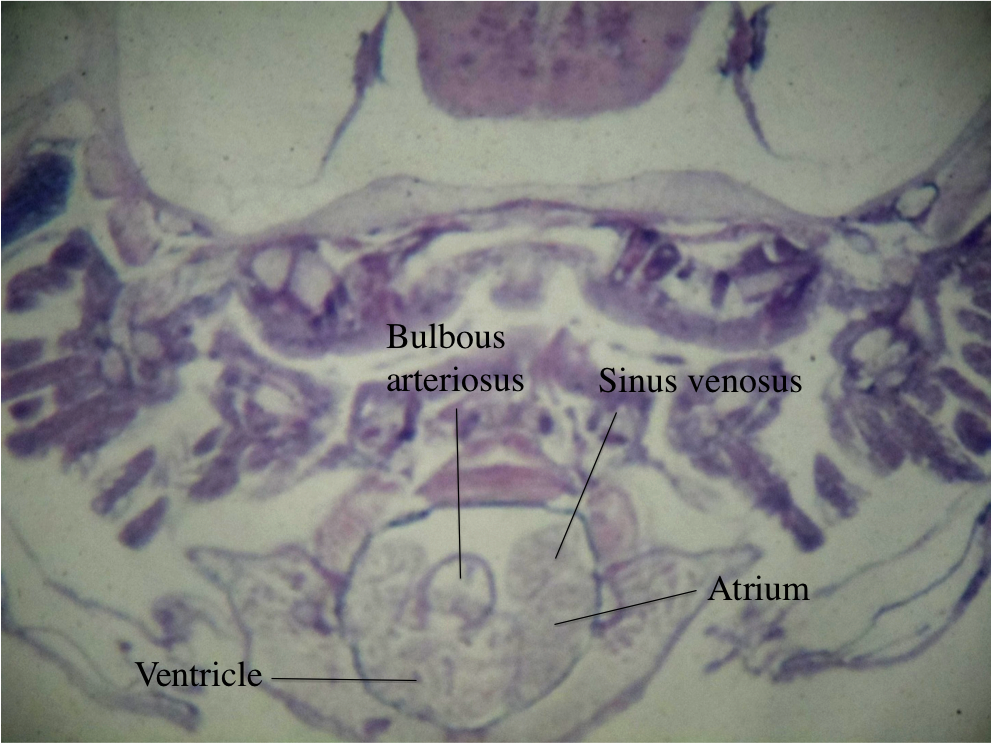 Bulbous
arteriosus
Sinus venosus
Atrium
Ventricle